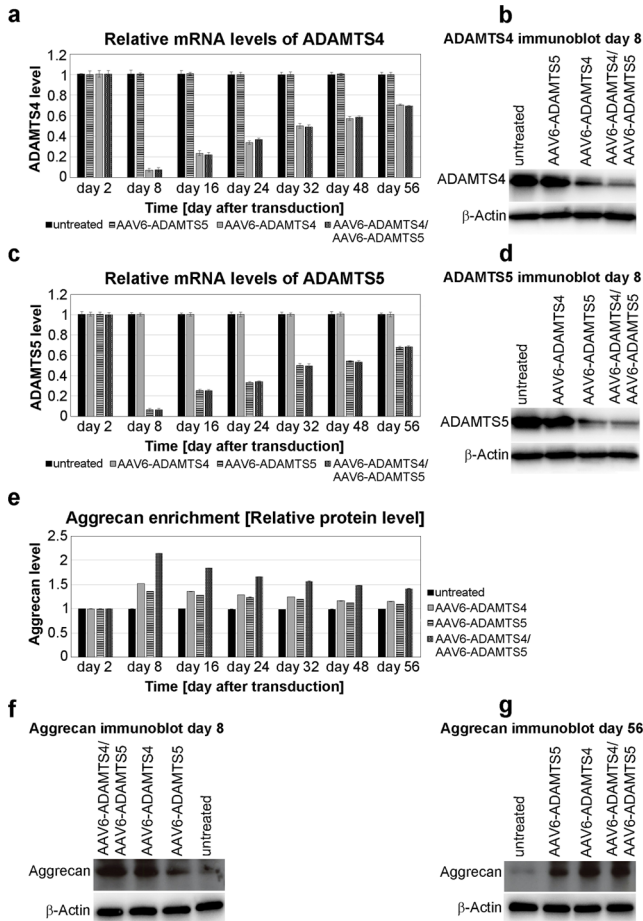 a
Relative mRNA levels of ADAMTS4
ADAMTS4 level
1.2
1
0.8
0.6
0.4
0.2
0
day 2 day 8 day 16 day 24 day 32 day 48 day 56
Time [day after transduction]
untreated AAV6-ADAMTS5 AAV6-ADAMTS4 AAV6-ADAMTS4/
AAV6-ADAMTS5
b
ADAMTS4 immunoblot day 8
untreated
AAV6-ADAMTS5
AAV6-ADAMTS4
AAV6-ADAMTS4/
AAV6-ADAMTS5
ADAMTS4
β-Actin
c
Relative mRNA levels of ADAMTS5
ADAMTS5 level
1.2
1
0.8
0.6
0.4
0.2
0
day 2 day 8 day 16 day 24 day 32 day 48 day 56
Time [day after transduction]
untreated AAV6-ADAMTS4 AAV6-ADAMTS5 AAV6-ADAMTS4/
AAV6-ADAMTS5
d
ADAMTS5 immunoblot day 8
untreated
AAV6-ADAMTS4
AAV6-ADAMTS5
AAV6-ADAMTS4/
AAV6-ADAMTS5
ADAMTS5
β-Actin
e
Aggrecan enrichment [Relative protein level]
Aggrecan level
2.5
2
1.5
1
0.5
0
day 2 day 8 day 16 day 24 day 32 day 48 day 56
Time [day after transduction]
untreated
AAV6-ADAMTS4
AAV6-ADAMTS5
AAV6-ADAMTS4/
AAV6-ADAMTS5
f
Aggrecan immunoblot day 8
AAV6-ADAMTS4/
AAV6-ADAMTS5
AAV6-ADAMTS4
AAV6-ADAMTS5
untreated
Aggrecan
β-Actin
g
Aggrecan immunoblot day 56
untreated
AAV6-ADAMTS5
AAV6-ADAMTS4
AAV6-ADAMTS4/
AAV6-ADAMTS5
Aggrecan
β-Actin